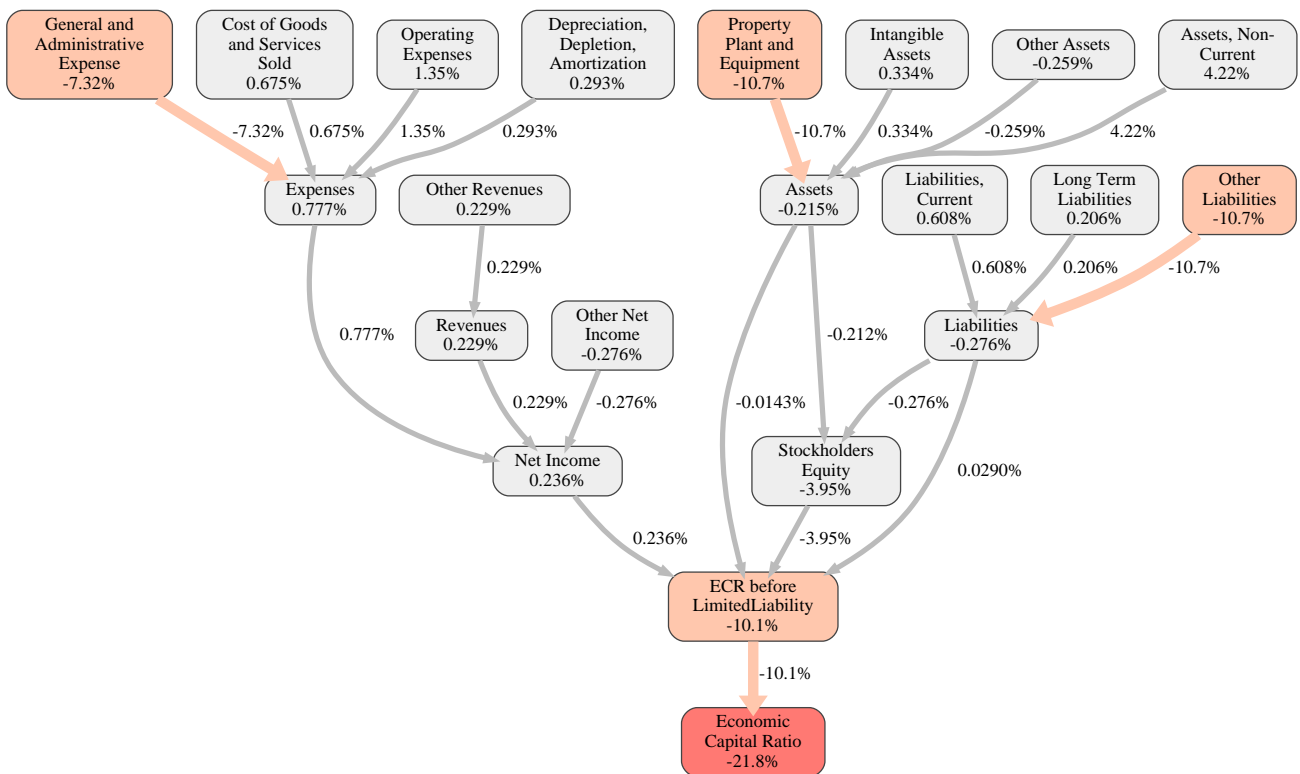 General and
Administrative
Expense
-7.32%
Cost of Goods
and Services
Sold
0.675%
Operating
Expenses
1.35%
Depreciation,
Depletion,
Amortization
0.293%
Property
Plant and
Equipment
-10.7%
Intangible
Assets
0.334%
Other Assets
-0.259%
Assets, Non-
Current
4.22%
-7.32%
0.675%
1.35%
0.293%
-10.7%
0.334%
-0.259%
4.22%
Expenses
0.777%
Other Revenues
0.229%
Assets
-0.215%
Liabilities,
Current
0.608%
Long Term
Liabilities
0.206%
Other
Liabilities
-10.7%
0.229%
0.608%
0.206%
-10.7%
0.777%
Revenues
0.229%
Other Net
Income
-0.276%
-0.212%
Liabilities
-0.276%
0.229%
-0.276%
-0.0143%
-0.276%
Net Income
0.236%
Stockholders
Equity
-3.95%
0.0290%
0.236%
-3.95%
ECR before
LimitedLiability
-10.1%
-10.1%
Economic
Capital Ratio
-21.8%